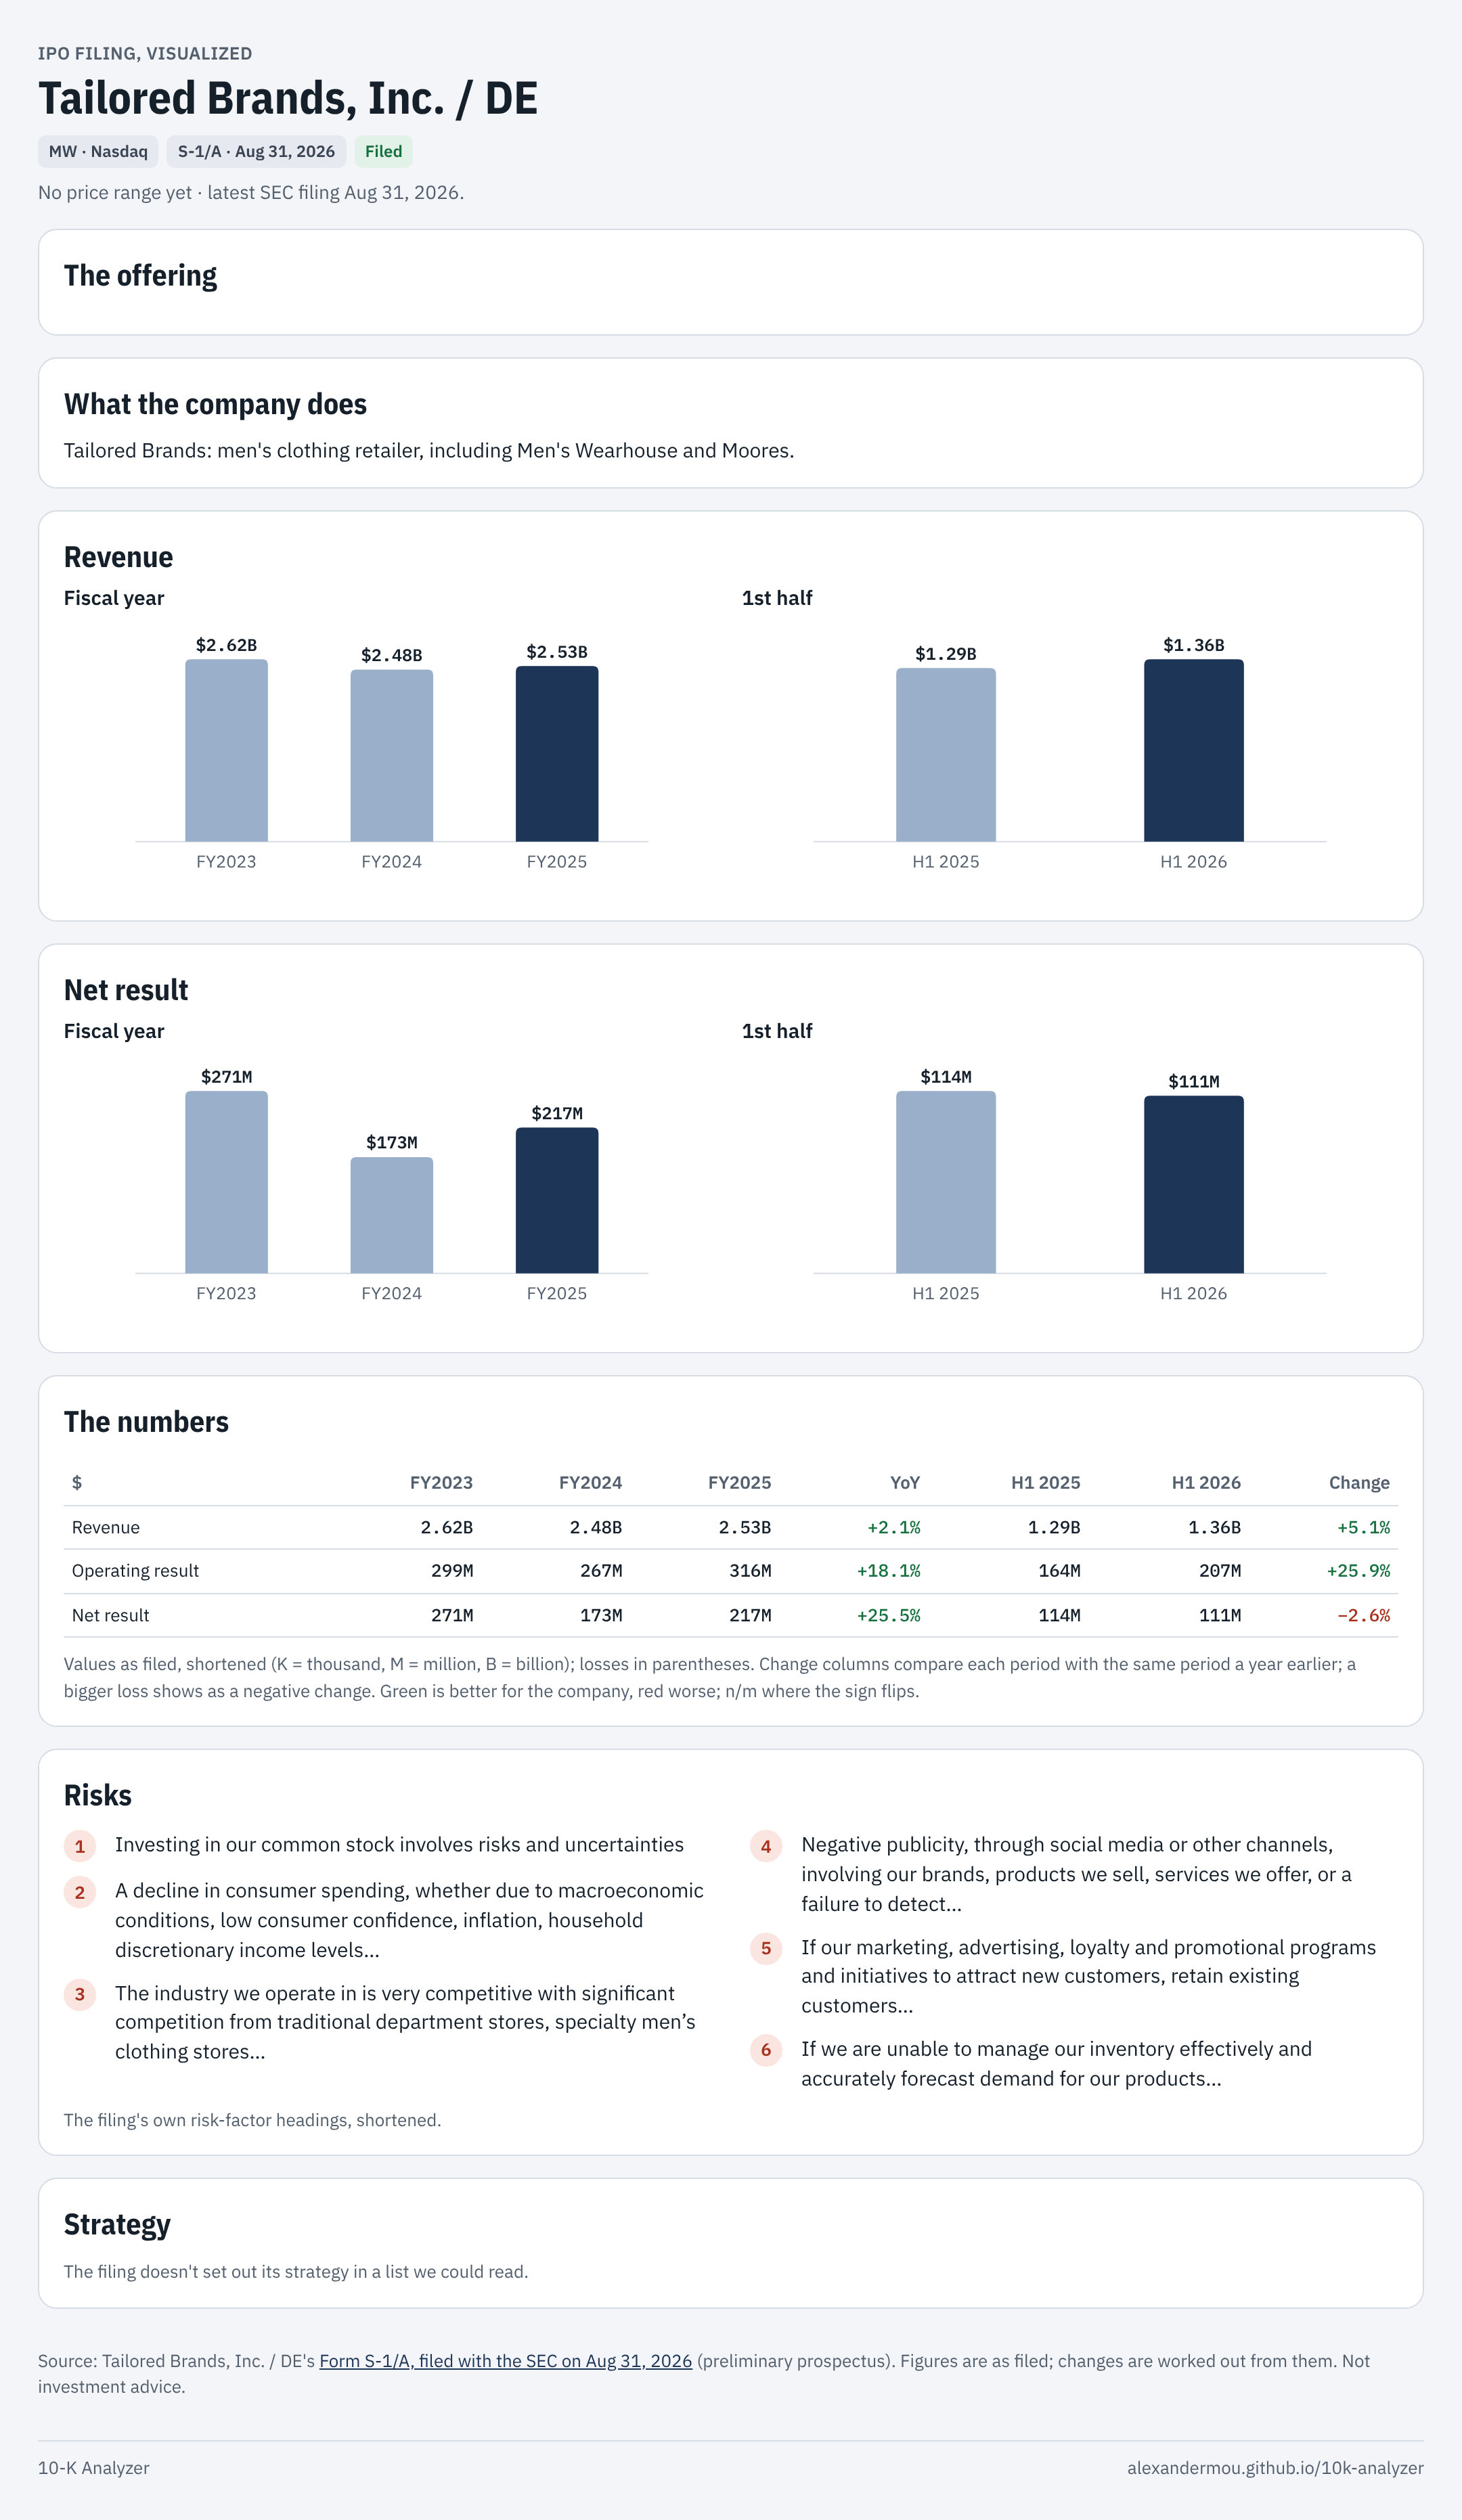 IPO FILING, VISUALIZED
Tailored Brands, Inc. / DE
MW · Nasdaq S-1/A · Aug 31, 2026 Filed
No price range yet · latest SEC filing Aug 31, 2026.
The offering
What the company does
Tailored Brands: men's clothing retailer, including Men's Wearhouse and Moores.
Revenue
Fiscal year
$2.62B $2.48B $2.53B
FY2023 FY2024 FY2025
1st half
$1.29B $1.36B
H1 2025 H1 2026
Net result
Fiscal year
$271M $173M $217M
FY2023 FY2024 FY2025
1st half
$114M $111M
H1 2025 H1 2026
The numbers
$ FY2023 FY2024 FY2025 YoY H1 2025 H1 2026 Change
Revenue 2.62B 2.48B 2.53B +2.1% 1.29B 1.36B +5.1%
Operating result 299M 267M 316M +18.1% 164M 207M +25.9%
Net result 271M 173M 217M +25.5% 114M 111M −2.6%
Values as filed, shortened (K = thousand, M = million, B = billion); losses in parentheses. Change columns compare each period with the same period a year earlier; a
bigger loss shows as a negative change. Green is better for the company, red worse; n/m where the sign flips.
Risks
1 Investing in our common stock involves risks and uncertainties
2 A decline in consumer spending, whether due to macroeconomic
conditions, low consumer confidence, inflation, household
discretionary income levels…
3 The industry we operate in is very competitive with significant
competition from traditional department stores, specialty men’s
clothing stores…
4 Negative publicity, through social media or other channels,
involving our brands, products we sell, services we offer, or a
failure to detect…
5 If our marketing, advertising, loyalty and promotional programs
and initiatives to attract new customers, retain existing
customers…
6 If we are unable to manage our inventory effectively and
accurately forecast demand for our products…
The filing's own risk-factor headings, shortened.
Strategy
The filing doesn't set out its strategy in a list we could read.
Source: Tailored Brands, Inc. / DE's Form S-1/A, filed with the SEC on Aug 31, 2026 (preliminary prospectus). Figures are as filed; changes are worked out from them. Not
investment advice.
10-K Analyzer
alexandermou.github.io/10k-analyzer